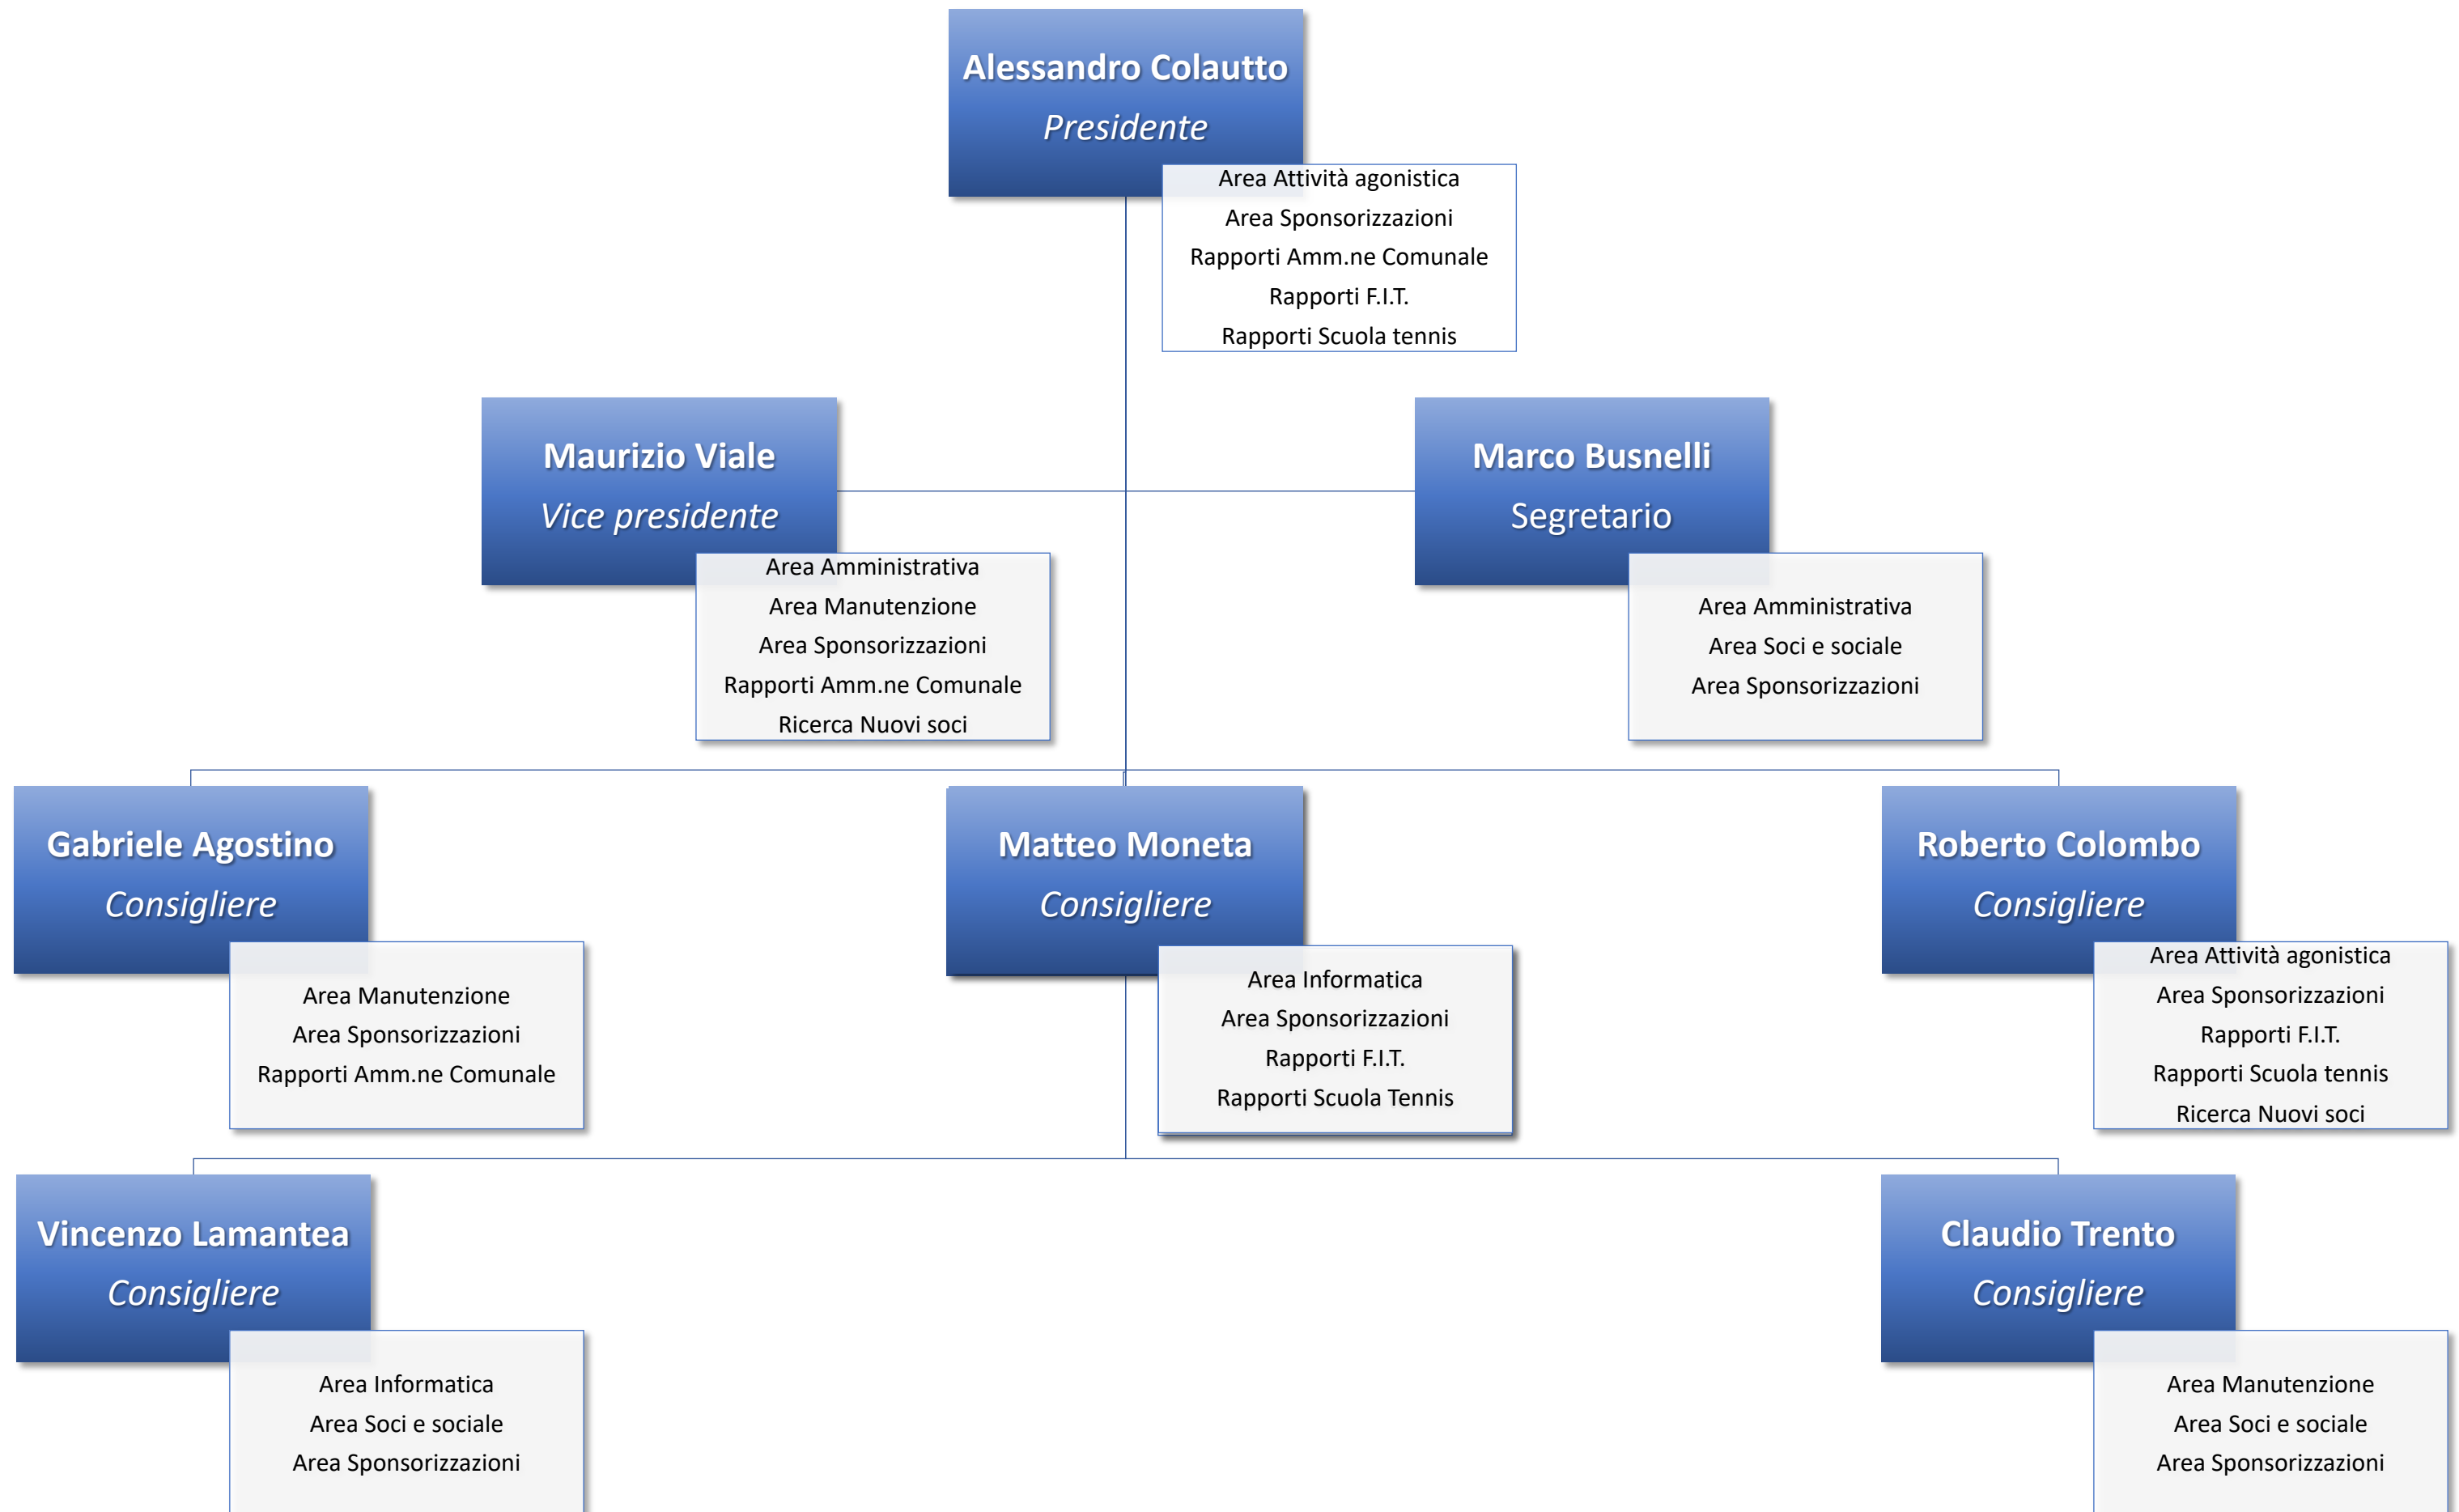 Alessandro Colautto
Presidente
Area Attività agonistica
Area Sponsorizzazioni
Rapporti Amm.ne Comunale
Rapporti F.I.T.
Rapporti Scuola tennis
Maurizio Viale
Vice presidente
Area Amministrativa
Area Manutenzione
Area Sponsorizzazioni
Rapporti Amm.ne Comunale
Ricerca Nuovi soci
Marco Busnelli
Segretario
Area Amministrativa
Area Soci e sociale
Area Sponsorizzazioni
Gabriele Agostino
Consigliere
Area Manutenzione
Area Sponsorizzazioni
Rapporti Amm.ne Comunale
Matteo Moneta
Consigliere
Area Informatica
Area Sponsorizzazioni
Rapporti F.I.T.
Rapporti Scuola Tennis
Roberto Colombo
Consigliere
Area Attività agonistica
Area Sponsorizzazioni
Rapporti F.I.T.
Rapporti Scuola tennis
Ricerca Nuovi soci
Vincenzo Lamantea
Consigliere
Area Informatica
Area Soci e sociale
Area Sponsorizzazioni
Claudio Trento
Consigliere
Area Manutenzione
Area Soci e sociale
Area Sponsorizzazioni